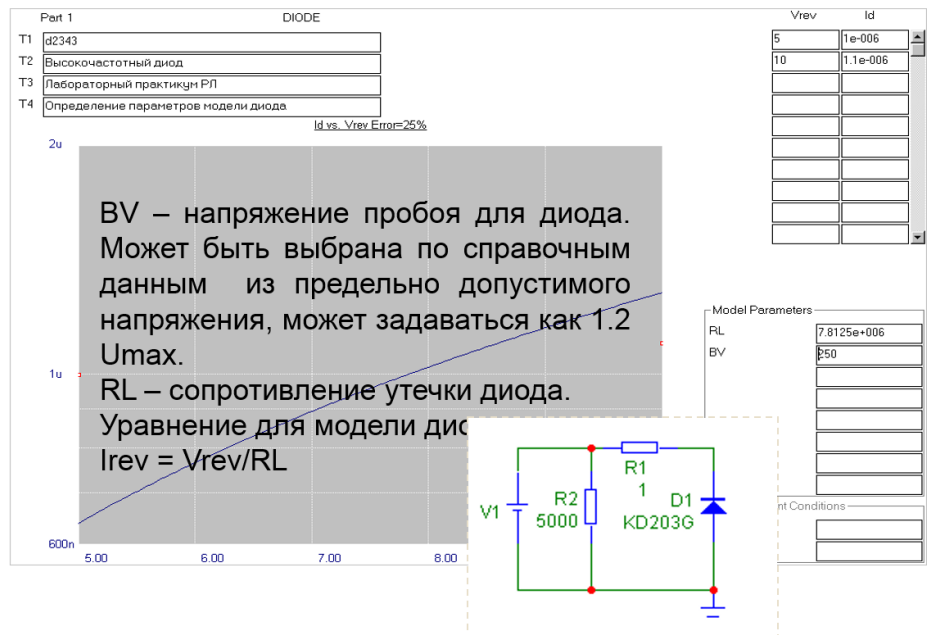 Part 1 DIODE
T1 d2343
T2 Высокочастотный диод
T3 Лабораторный практикум РЛ
T4 Определение параметров модели диода
Vrev Id
5 1e-006
10 1.1e-006
Id vs. Vrev Error=25%
2u
1u
600n
5.00 6.00 7.00 8.00
BV – напряжение пробоя для диода.
Может быть выбрана по справочным
данным из предельно допустимого
напряжения, может задаваться как 1.2
Umax.
RL – сопротивление утечки диода.
Уравнение для модели
Irev = Vrev/RL
Model Parameters
RL 7.8125e+006
BV 250
Conditions
V1
R2
5000
R1
1
D1
KD203G